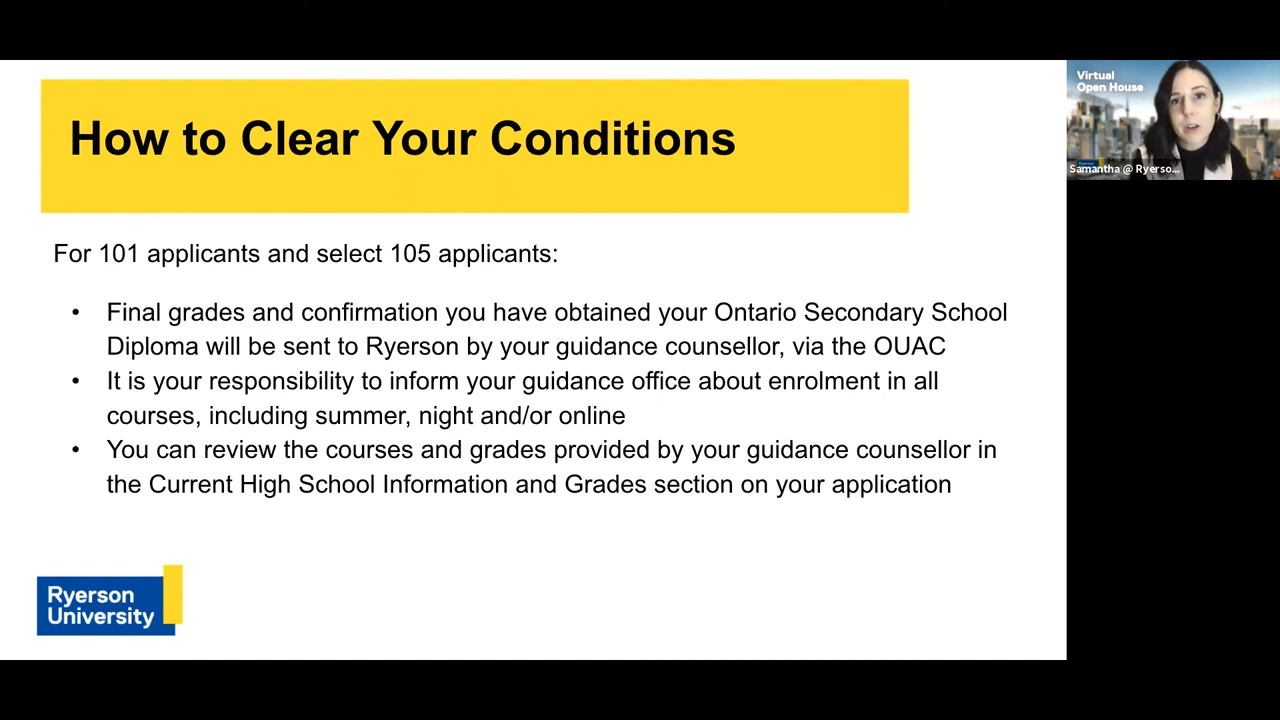 How to Clear Your Conditions
For 101 applicants and select 105 applicants:
• Final grades and confirmation you have obtained your Ontario Secondary School
Diploma will be sent to Ryerson by your guidance counsellor, via the OUAC
• It is your responsibility to inform your guidance office about enrolment in all
courses, including summer, night and/or online
• You can review the courses and grades provided by your guidance counsellor in
the Current High School Information and Grades section on your application
Ryerson
University
Virtual
Open House
Samantha @ Ryerso...